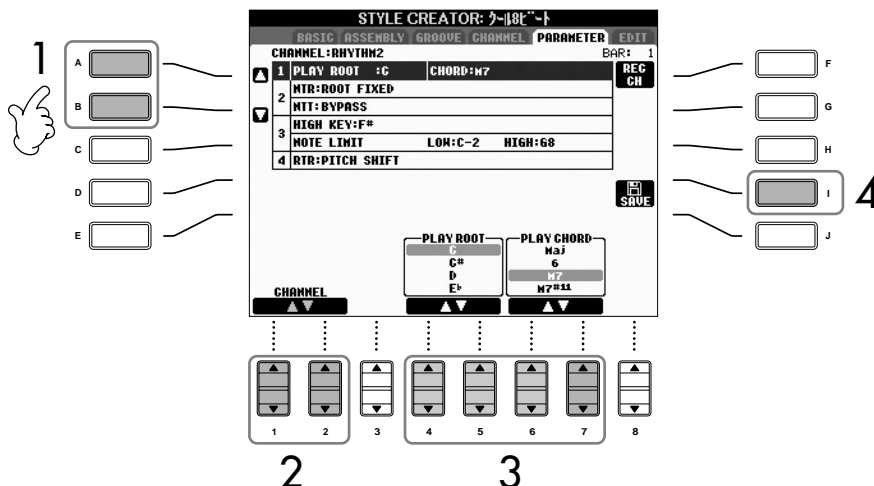 STYLE CREATOR: クール8ビート
BASIC ASSEMBLY GROOVE CHANNEL PARAMETER EDIT
CHANNEL:RHYTHM2 BAR: 1
1 PLAY ROOT :C CHORD:M7
REC CH
2 NTR:ROOT FIXED
NTT:BYPASS
3 HIGH KEY:F#
NOTE LIMIT LOW:C-2 HIGH:G8
4 RTR:PITCH SHIFT
SAVE
PLAY ROOT
C
C#
D
E♭
PLAY CHORD
Maj
6
M7
M7#11
CHANNEL
1
A
B
C
D
E
F
G
H
I
J
4
1 2 3 4 5 6 7 8
2 3